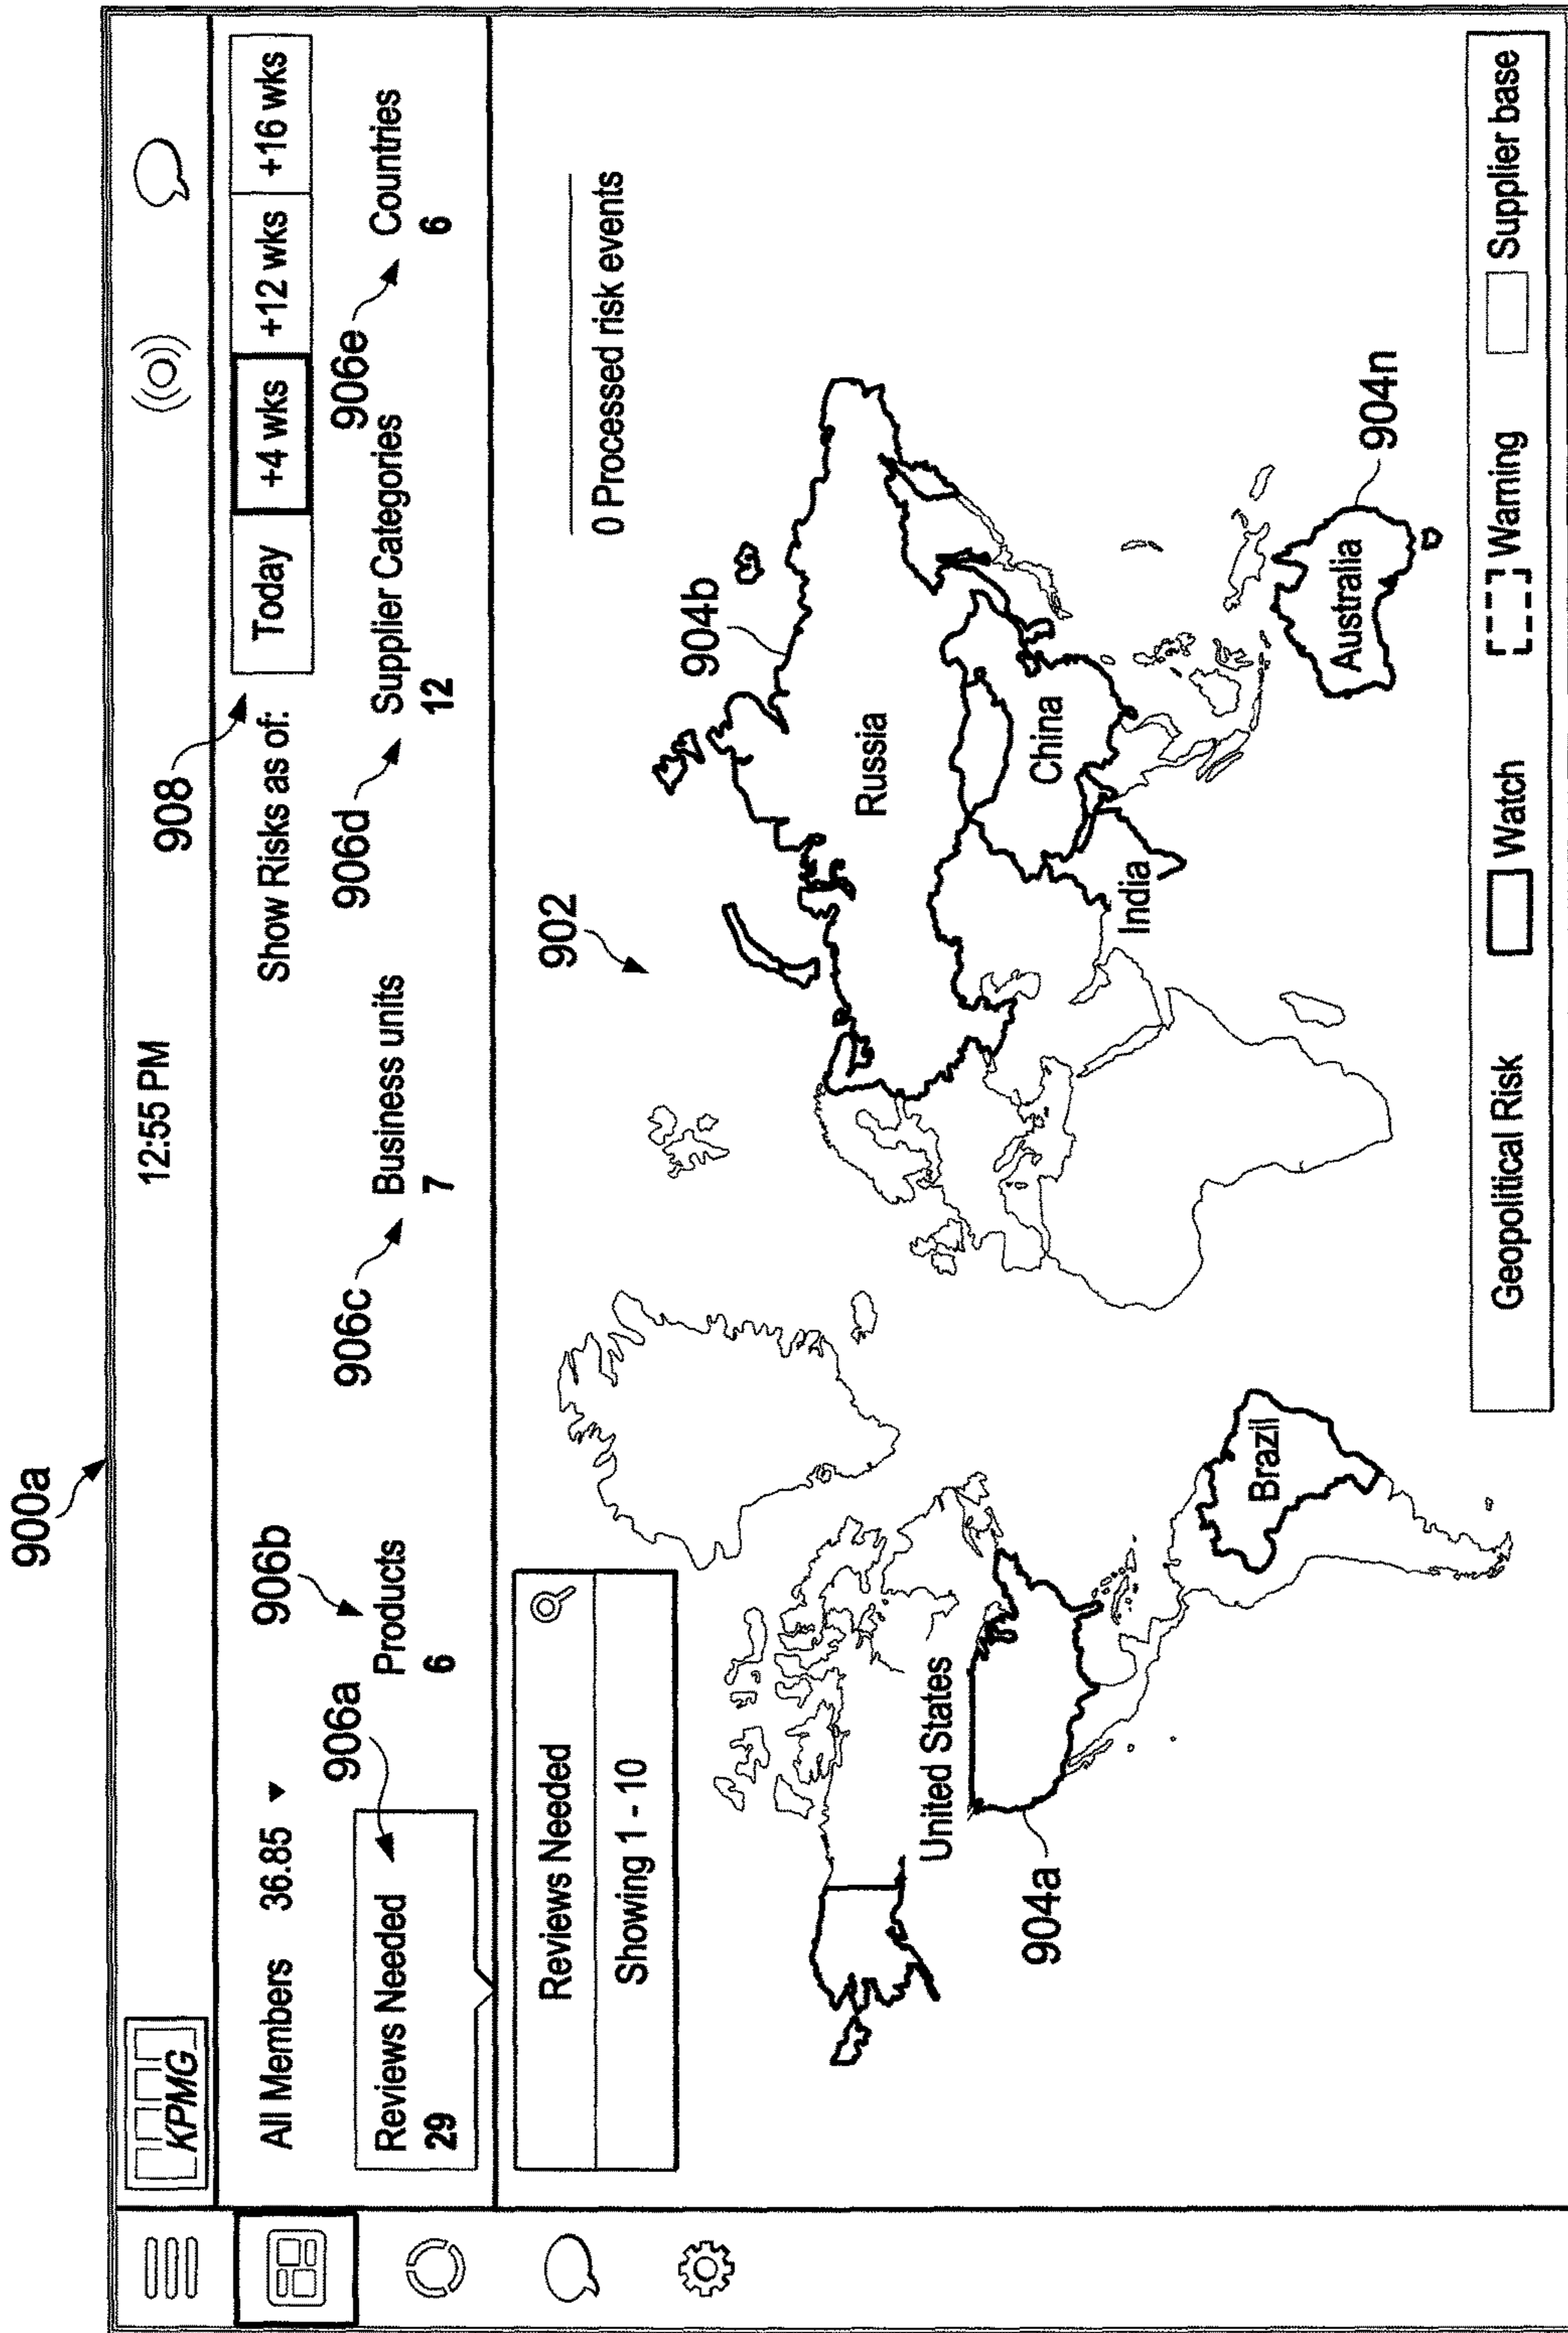 900a
KPMG
12:55 PM
908
All Members 36.85
Show Risks as of:
Today
+4 wks
+12 wks
+16 wks
906a
906b
906c
906d
906e
Reviews Needed
29
Products
6
Business units
7
Supplier Categories
12
Countries
6
Reviews Needed
Showing 1 - 10
902
0 Processed risk events
904b
United States
904a
Russia
China
India
Brazil
Australia
904n
Geopolitical Risk
Watch
Warning
Supplier base